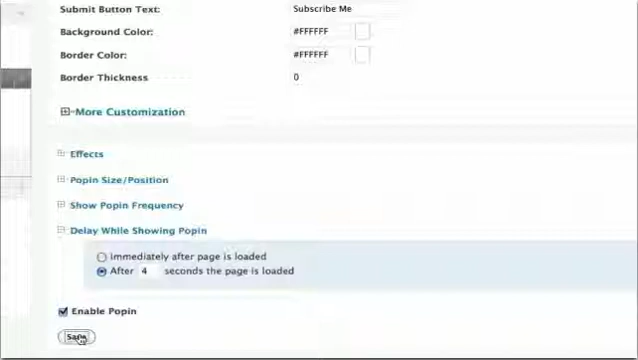 Submit Button Text: Subscribe Me
Background Color: #FFFFFF
Border Color: #FFFFFF
Border Thickness 0
More Customization
Effects
Popin Size/Position
Show Popin Frequency
Delay While Showing Popin
Immediately after page is loaded
After 4 seconds the page is loaded
Enable Popin
Save